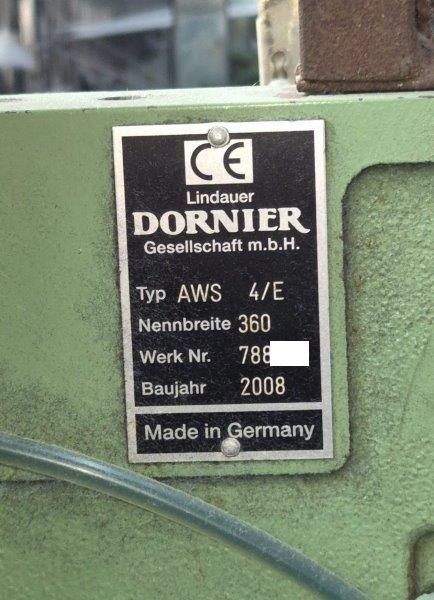 CE
Lindauer
DORNIER
Gesellschaft m.b.H.
Typ AWS 4/E
Nennbreite 360
Werk Nr. 788
Baujahr 2008
Made in Germany